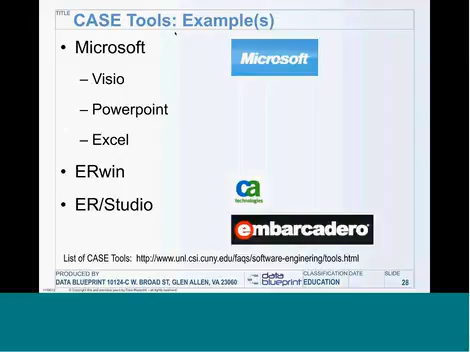 TITLE
CASE Tools: Example(s)
• Microsoft
Microsoft
– Visio
– Powerpoint
– Excel
• ERwin
ca
technologies
• ER/Studio
embarcadero
List of CASE Tools: http://www.unl.csi.cuny.edu/faqs/software-enginering/tools.html
PRODUCED BY
CLASSIFICATION DATE
SLIDE
DATA BLUEPRINT 10124-C W. BROAD ST, GLEN ALLEN, VA 23060
data
blueprint
EDUCATION
28